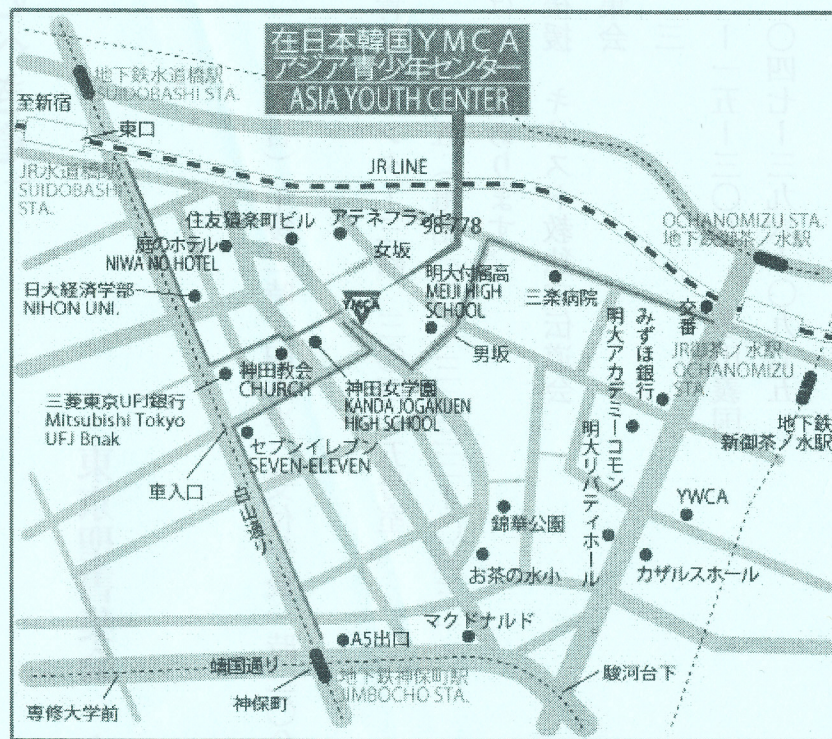 在日本韓国YMCA
アジア青少年センター
ASIA YOUTH CENTER
地下鉄水道橋駅
SUIDOBASHI STA.
至新宿
東口
JR水道橋駅
SUIDOBASHI
STA.
JR LINE
住友猿楽町ビル
アテネフランセ
98.778
女坂
OCHANOMIZU STA.
地下鉄御茶ノ水駅
庭のホテル
NIWA NO HOTEL
日大経済学部
NIHON UNI.
YMCA
明大付属高
MEIJI HIGH
SCHOOL
三楽病院
交番
男坂
みずほ銀行
明大アカデミーコモン
JR御茶ノ水駅
OCHANOMIZU
STA.
神田教会
CHURCH
神田女学園
KANDA JOGAKUEN
HIGH SCHOOL
三菱東京UFJ銀行
Mitsubishi Tokyo
UFJ Bnak
セブンイレブン
SEVEN-ELEVEN
地下鉄
新御茶ノ水駅
明大リバティホール
車入口
白山通り
YWCA
錦華公園
お茶の水小
カザルスホール
マクドナルド
A5出口
靖国通り
地下鉄神保町駅
JIMBOCHO STA.
駿河台下
神保町
専修大学前